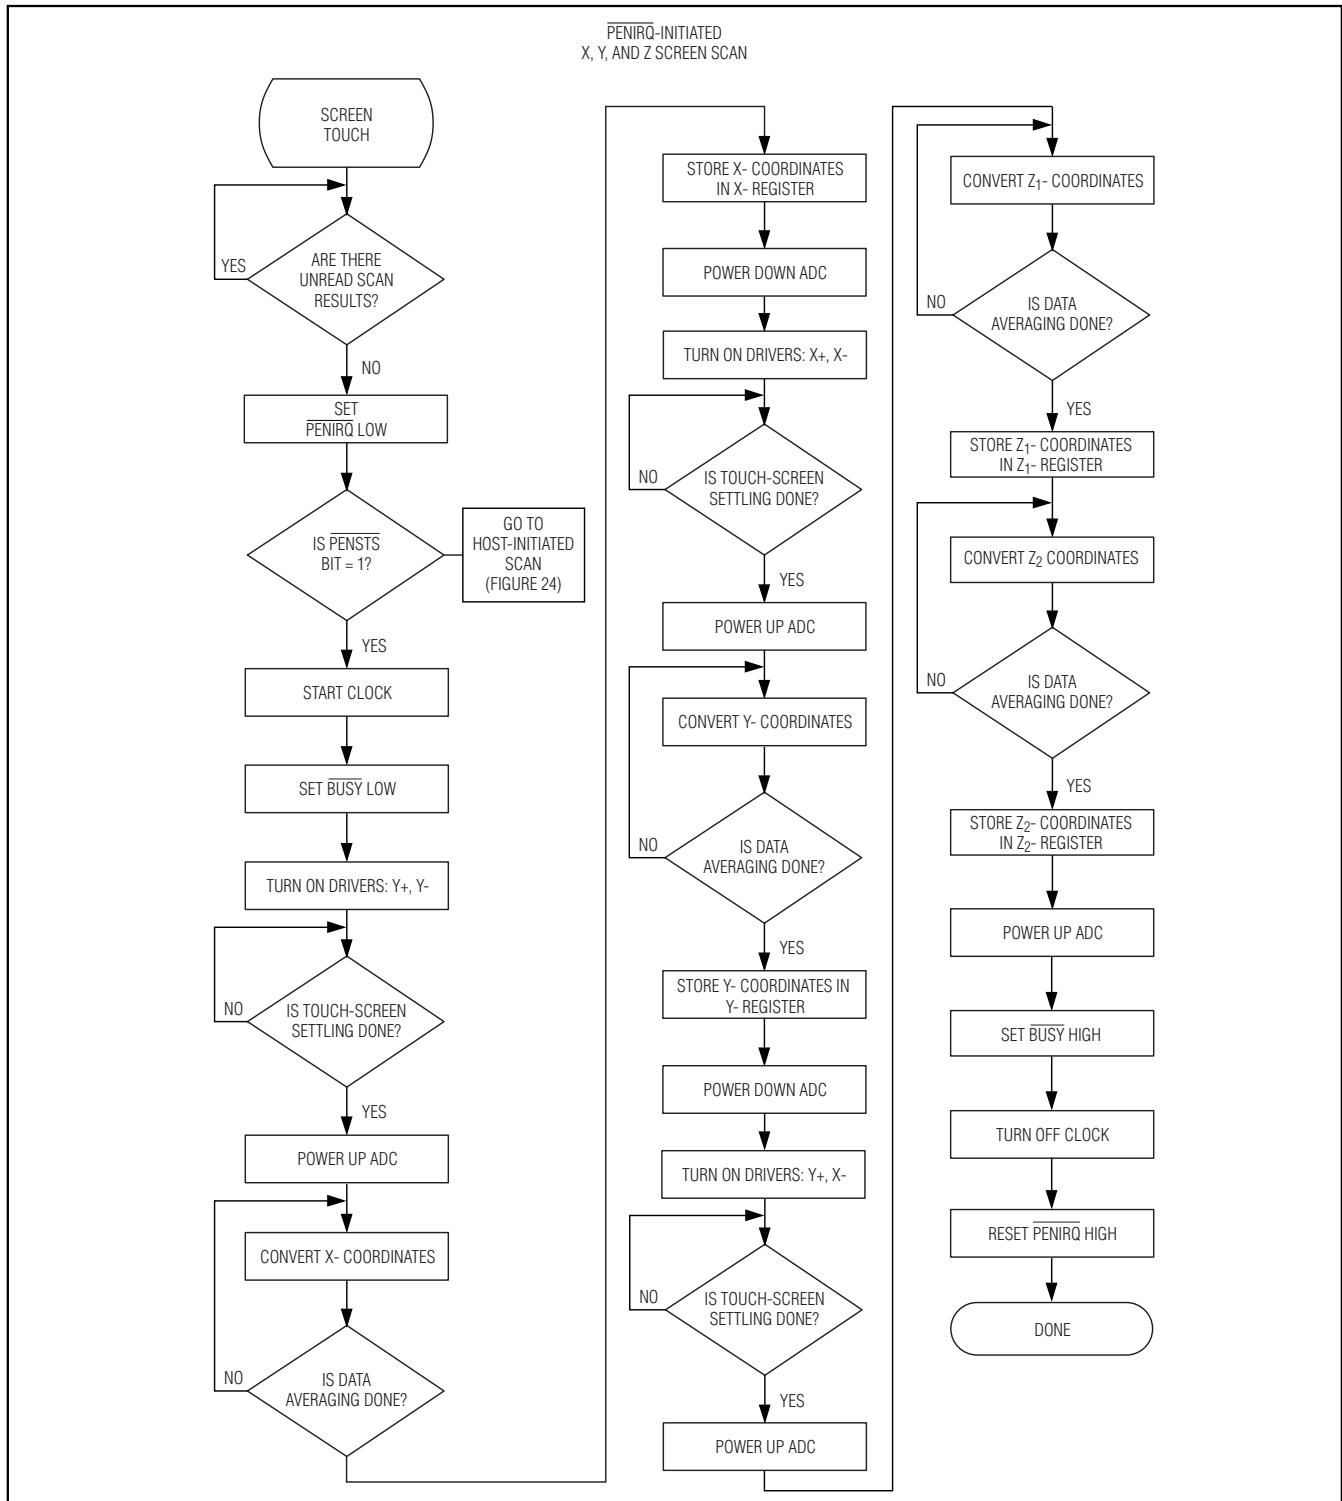 PENIRQ-INITIATED
X, Y, AND Z SCREEN SCAN
SCREEN
TOUCH
ARE THERE
UNREAD SCAN
RESULTS?
YES
NO
SET
PENIRQ LOW
IS PENSTS
BIT = 1?
GO TO
HOST-INITIATED
SCAN
(FIGURE 24)
YES
START CLOCK
SET BUSY LOW
TURN ON DRIVERS: Y+, Y-
IS TOUCH-SCREEN
SETTLING DONE?
NO
YES
POWER UP ADC
CONVERT X- COORDINATES
IS DATA
AVERAGING DONE?
NO
STORE X- COORDINATES
IN X- REGISTER
POWER DOWN ADC
TURN ON DRIVERS: X+, X-
IS TOUCH-SCREEN
SETTLING DONE?
NO
YES
POWER UP ADC
CONVERT Y- COORDINATES
IS DATA
AVERAGING DONE?
NO
YES
STORE Y- COORDINATES IN
Y- REGISTER
POWER DOWN ADC
TURN ON DRIVERS: Y+, X-
IS TOUCH-SCREEN
SETTLING DONE?
NO
YES
POWER UP ADC
CONVERT Z1- COORDINATES
IS DATA
AVERAGING DONE?
NO
YES
STORE Z1- COORDINATES
IN Z1- REGISTER
CONVERT Z2 COORDINATES
IS DATA
AVERAGING DONE?
NO
YES
STORE Z2- COORDINATES
IN Z2- REGISTER
POWER UP ADC
SET BUSY HIGH
TURN OFF CLOCK
RESET PENIRQ HIGH
DONE